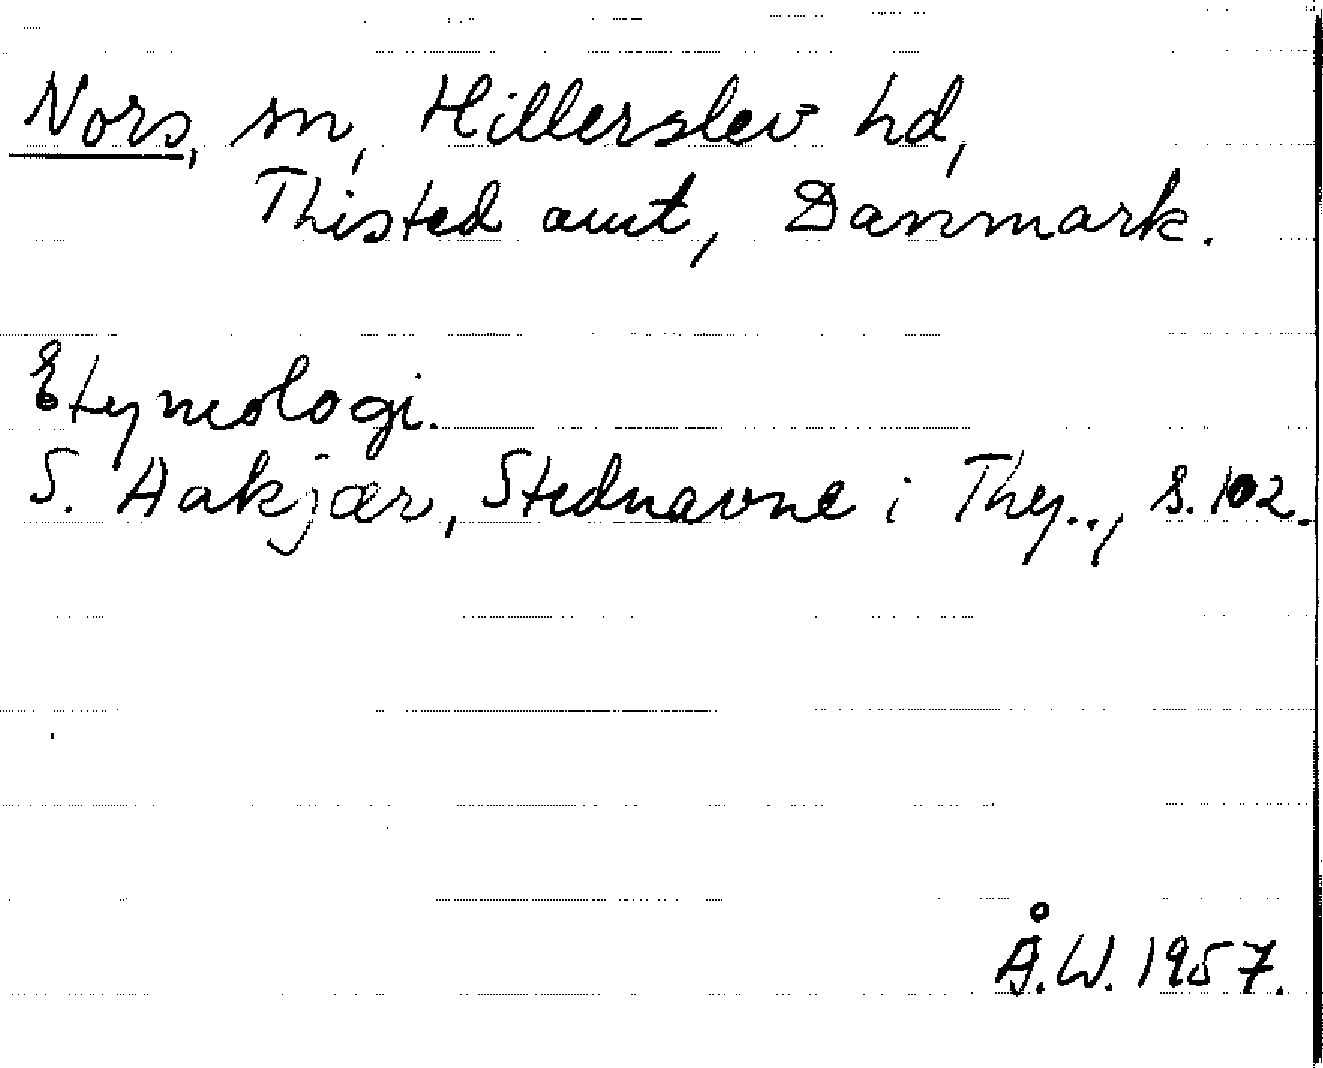 Nors, sn, Hillerslev hd,
Thisted amt, Danmark.
Etymologi.
S. Aakjær, Stednavne i Thy.., s. 102.
Å.W. 1957.